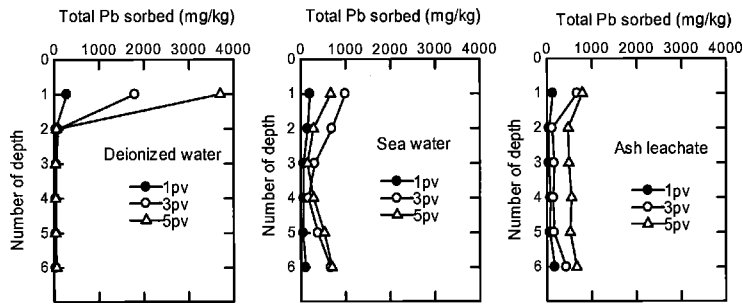 Total Pb sorbed (mg/kg)
0 1000 2000 3000 4000
0
1
2
3
4
5
6
Number of depth
Deionized water
1pv
3pv
5pv
Total Pb sorbed (mg/kg)
0 1000 2000 3000 4000
0
1
2
3
4
5
6
Number of depth
Sea water
1pv
3pv
5pv
Total Pb sorbed (mg/kg)
0 1000 2000 3000 4000
0
1
2
3
4
5
6
Number of depth
Ash leachate
1pv
3pv
5pv